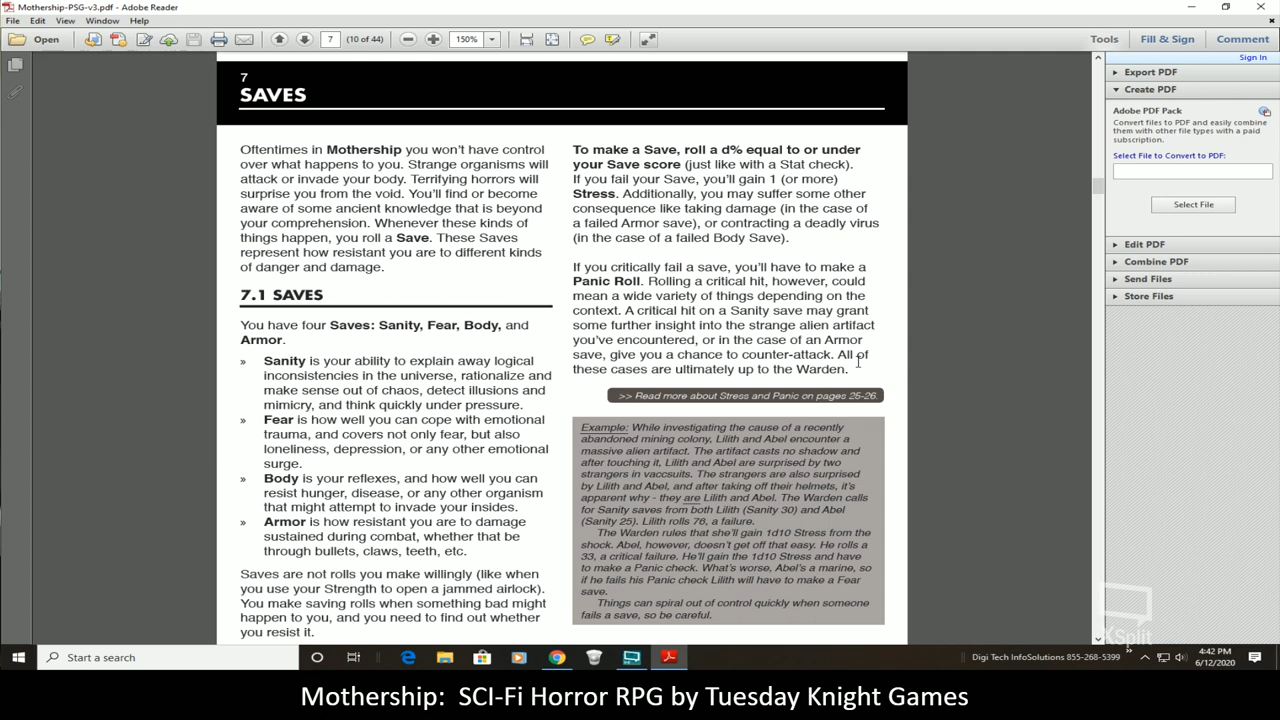 Mothership-PSG-v3.pdf - Adobe Reader
File Edit View Window Help
Open 7 (10 of 44) 150% Tools Fill & Sign Comment
Sign In
Export PDF
Create PDF
Adobe PDF Pack
Convert files to PDF and easily combine
them with other file types with a paid
subscription.
Select File to Convert to PDF:
Select File
Edit PDF
Combine PDF
Send Files
Store Files
7
SAVES
Oftentimes in Mothership you won't have control
over what happens to you. Strange organisms will
attack or invade your body. Terrifying horrors will
surprise you from the void. You'll find or become
aware of some ancient knowledge that is beyond
your comprehension. Whenever these kinds of
things happen, you roll a Save. These Saves
represent how resistant you are to different kinds
of danger and damage.
7.1 SAVES
You have four Saves: Sanity, Fear, Body, and
Armor.
» Sanity is your ability to explain away logical
inconsistencies in the universe, rationalize and
make sense out of chaos, detect illusions and
mimicry, and think quickly under pressure.
» Fear is how well you can cope with emotional
trauma, and covers not only fear, but also
loneliness, depression, or any other emotional
surge.
» Body is your reflexes, and how well you can
resist hunger, disease, or any other organism
that might attempt to invade your insides.
» Armor is how resistant you are to damage
sustained during combat, whether that be
through bullets, claws, teeth, etc.
Saves are not rolls you make willingly (like when
you use your Strength to open a jammed airlock).
You make saving rolls when something bad might
happen to you, and you need to find out whether
you resist it.
To make a Save, roll a d% equal to or under
your Save score (just like with a Stat check).
If you fail your Save, you'll gain 1 (or more)
Stress. Additionally, you may suffer some other
consequence like taking damage (in the case of
a failed Armor save), or contracting a deadly virus
(in the case of a failed Body Save).
If you critically fail a save, you'll have to make a
Panic Roll. Rolling a critical hit, however, could
mean a wide variety of things depending on the
context. A critical hit on a Sanity save may grant
some further insight into the strange alien artifact
you've encountered, or in the case of an Armor
save, give you a chance to counter-attack. All of
these cases are ultimately up to the Warden.
>> Read more about Stress and Panic on pages 25-26.
Example: While investigating the cause of a recently
abandoned mining colony, Lilith and Abel encounter a
massive alien artifact. The artifact casts no shadow and
after touching it, Lilith and Abel are surprised by two
strangers in vaccsuits. The strangers are also surprised
by Lilith and Abel, and after taking off their helmets, it's
apparent why - they are Lilith and Abel. The Warden calls
for Sanity saves from both Lilith (Sanity 30) and Abel
(Sanity 25). Lilith rolls 76, a failure.
The Warden rules that she'll gain 1d10 Stress from the
shock. Abel, however, doesn't get off that easy. He rolls a
33, a critical failure. He'll gain the 1d10 Stress and have
to make a Panic check. What's worse, Abel's a marine, so
if he fails his Panic check Lilith will have to make a Fear
save.
Things can spiral out of control quickly when someone
fails a save, so be careful.
XSplit
Start a search
Digi Tech InfoSolutions 855-268-5399
4:42 PM
6/12/2020
Mothership: SCI-Fi Horror RPG by Tuesday Knight Games